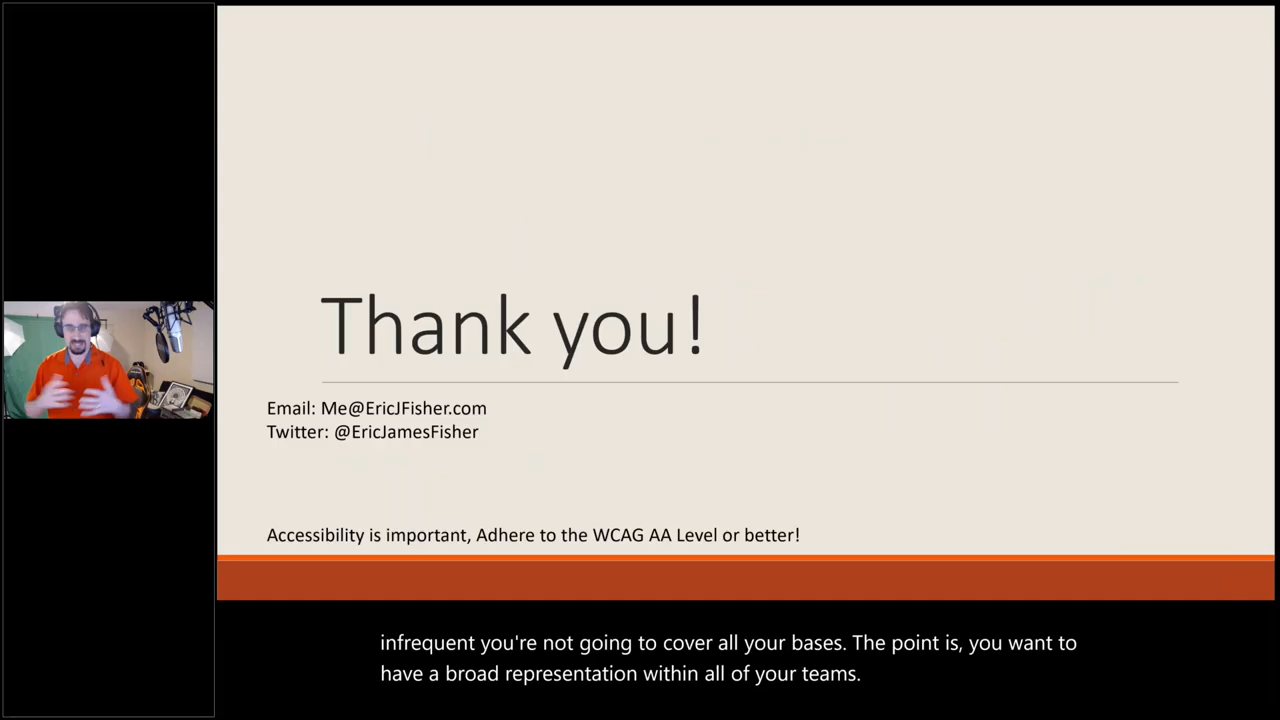 Thank you!
Email: Me@EricJFisher.com
Twitter: @EricJamesFisher
Accessibility is important, Adhere to the WCAG AA Level or better!
infrequent you're not going to cover all your bases. The point is, you want to
have a broad representation within all of your teams.